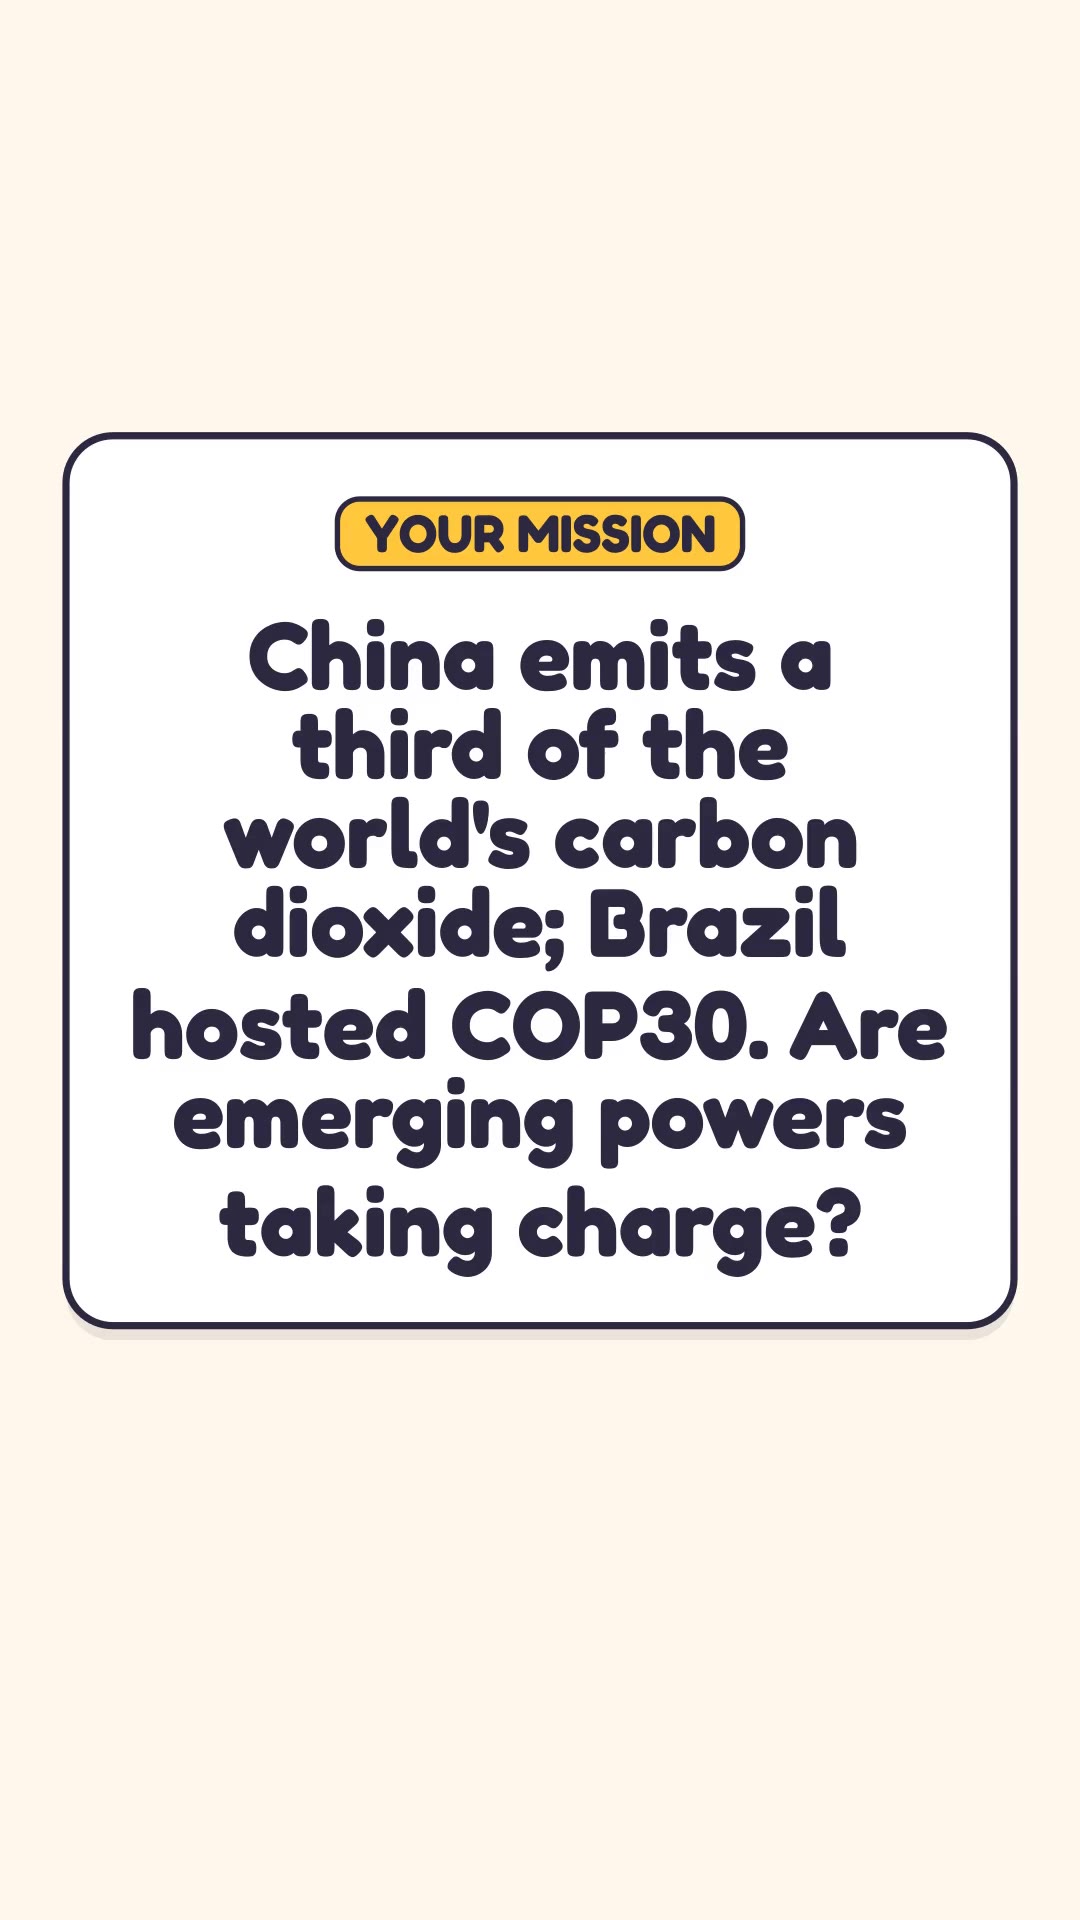 YOUR MISSION
China emits a
third of the
world's carbon
dioxide; Brazil
hosted COP30. Are
emerging powers
taking charge?